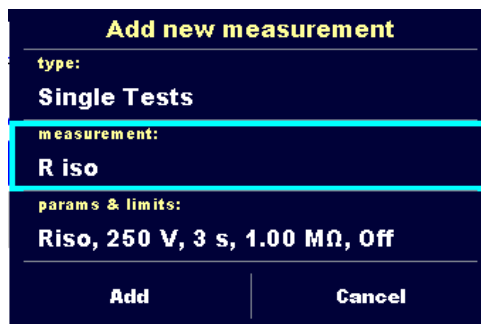 Add new measurement
type:
Single Tests
measurement:
R iso
params & limits:
Riso, 250 V, 3 s, 1.00 MΩ, Off
Add Cancel